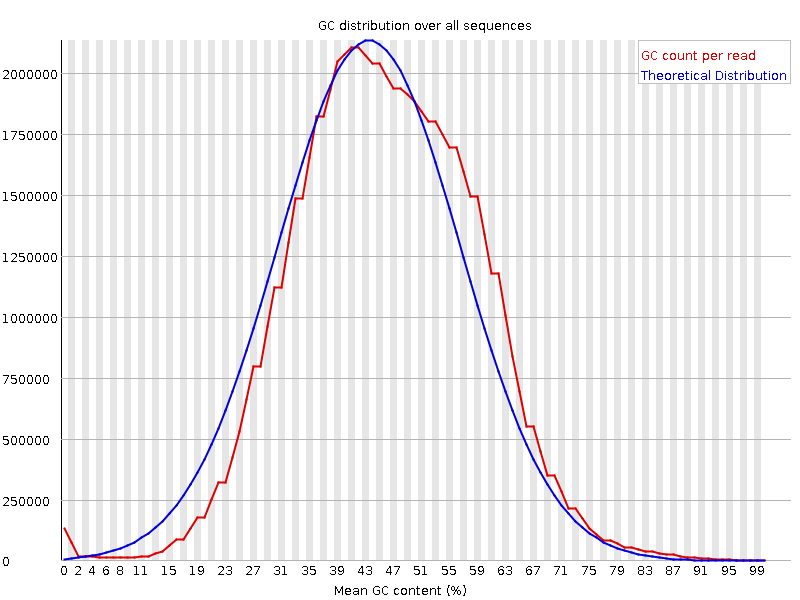 GC distribution over all sequences
GC count per read
Theoretical Distribution
2000000
1750000
1500000
1250000
1000000
750000
500000
250000
0
0 2 4 6 8 11 15 19 23 27 31 35 39 43 47 51 55 59 63 67 71 75 79 83 87 91 95 99
Mean GC content (%)